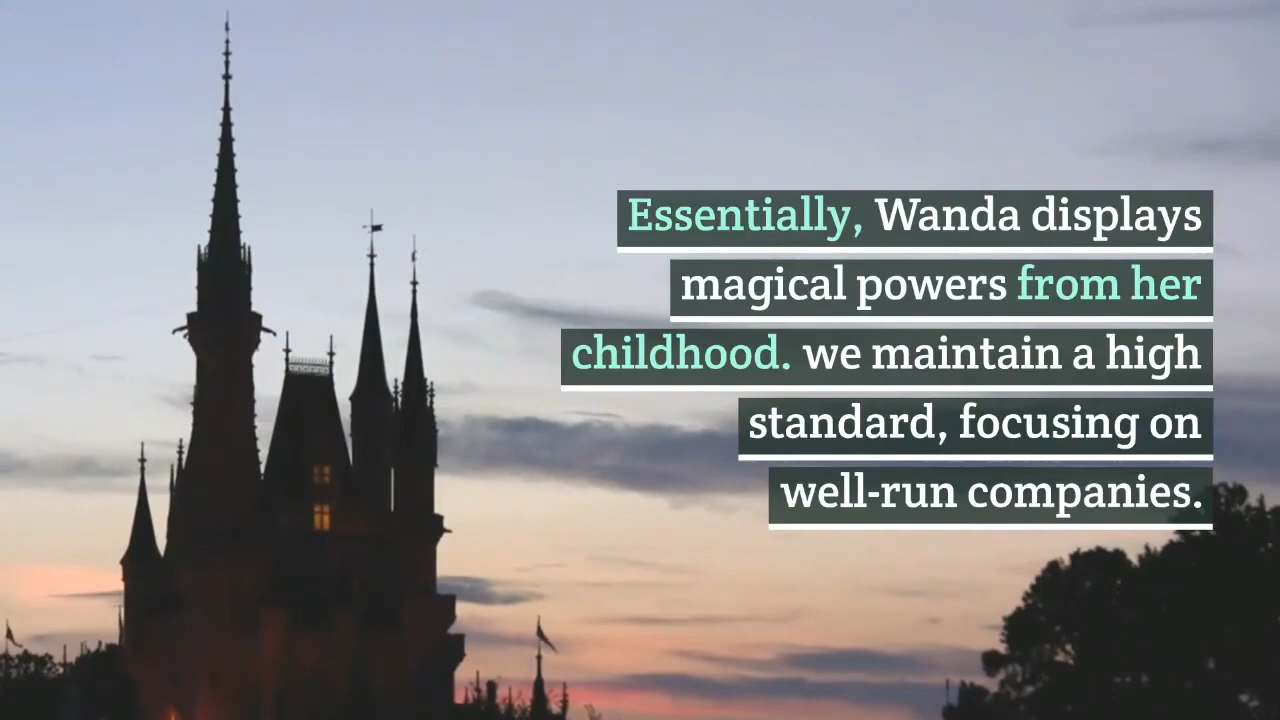 Essentially, Wanda displays
magical powers from her
childhood. we maintain a high
standard, focusing on
well-run companies.